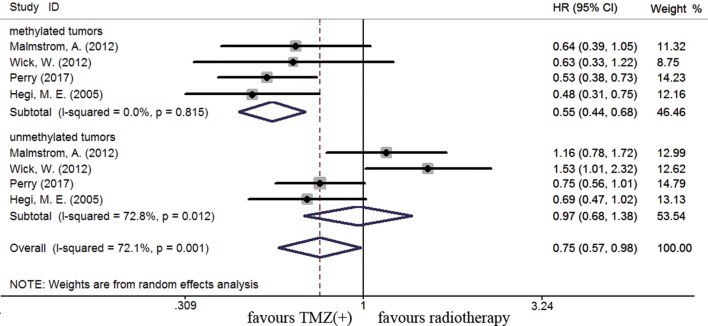 Study ID HR (95% CI) Weight %
methylated tumors
Malmstrom, A. (2012) 0.64 (0.39, 1.05) 11.32
Wick, W. (2012) 0.63 (0.33, 1.22) 8.75
Perry (2017) 0.53 (0.38, 0.73) 14.23
Hegi, M. E. (2005) 0.48 (0.31, 0.75) 12.16
Subtotal (I-squared = 0.0%, p = 0.815) 0.55 (0.44, 0.68) 46.46
unmethylated tumors
Malmstrom, A. (2012) 1.16 (0.78, 1.72) 12.99
Wick, W. (2012) 1.53 (1.01, 2.32) 12.62
Perry (2017) 0.75 (0.56, 1.01) 14.79
Hegi, M. E. (2005) 0.69 (0.47, 1.02) 13.13
Subtotal (I-squared = 72.8%, p = 0.012) 0.97 (0.68, 1.38) 53.54
Overall (I-squared = 72.1%, p = 0.001) 0.75 (0.57, 0.98) 100.00
NOTE: Weights are from random effects analysis
.309 1 3.24
favours TMZ(+) favours radiotherapy